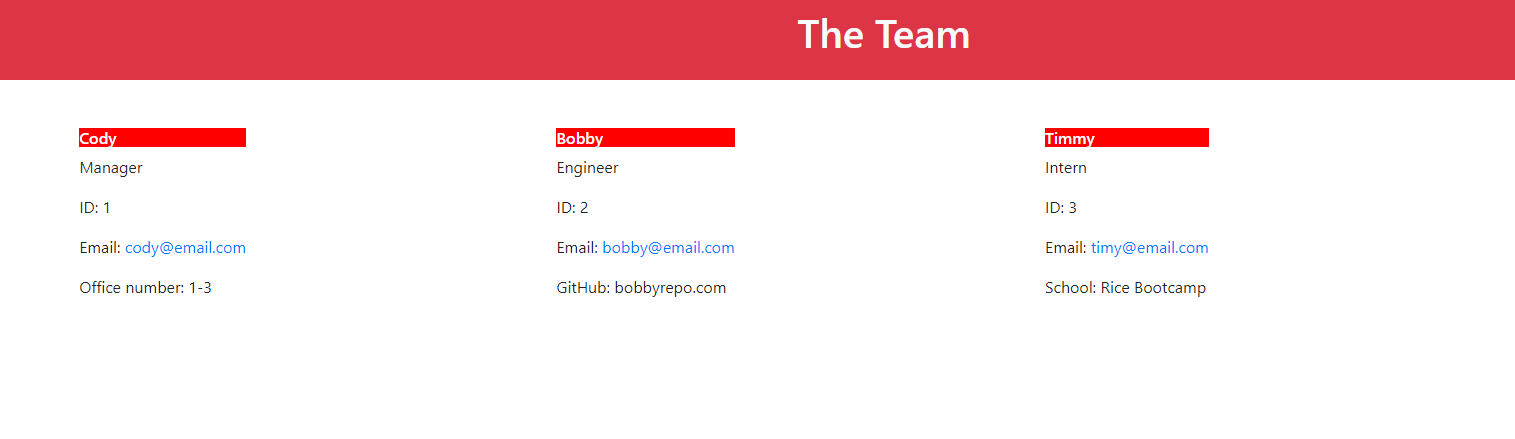 The Team
Cody
Manager
ID: 1
Email: cody@email.com
Office number: 1-3
Bobby
Engineer
ID: 2
Email: bobby@email.com
GitHub: bobbyrepo.com
Timmy
Intern
ID: 3
Email: timy@email.com
School: Rice Bootcamp